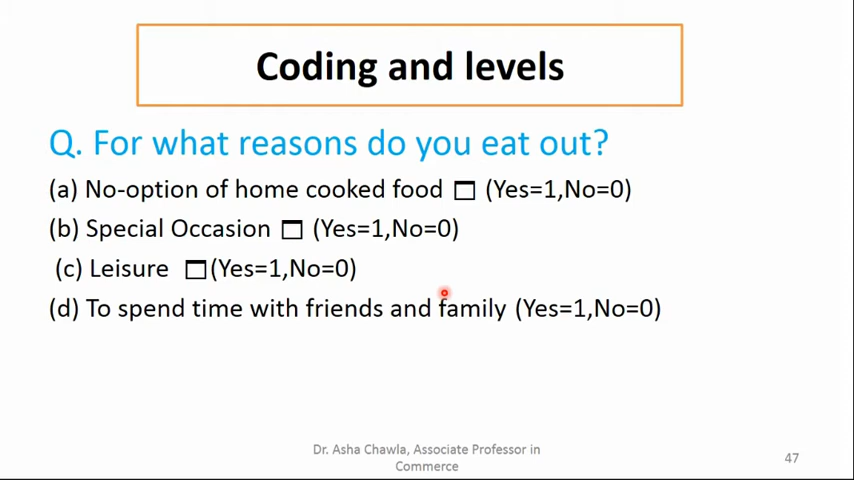 Coding and levels
Q. For what reasons do you eat out?
(a) No-option of home cooked food (Yes=1,No=0)
(b) Special Occasion (Yes=1,No=0)
(c) Leisure (Yes=1,No=0)
(d) To spend time with friends and family (Yes=1,No=0)
Dr. Asha Chawla, Associate Professor in
Commerce
47